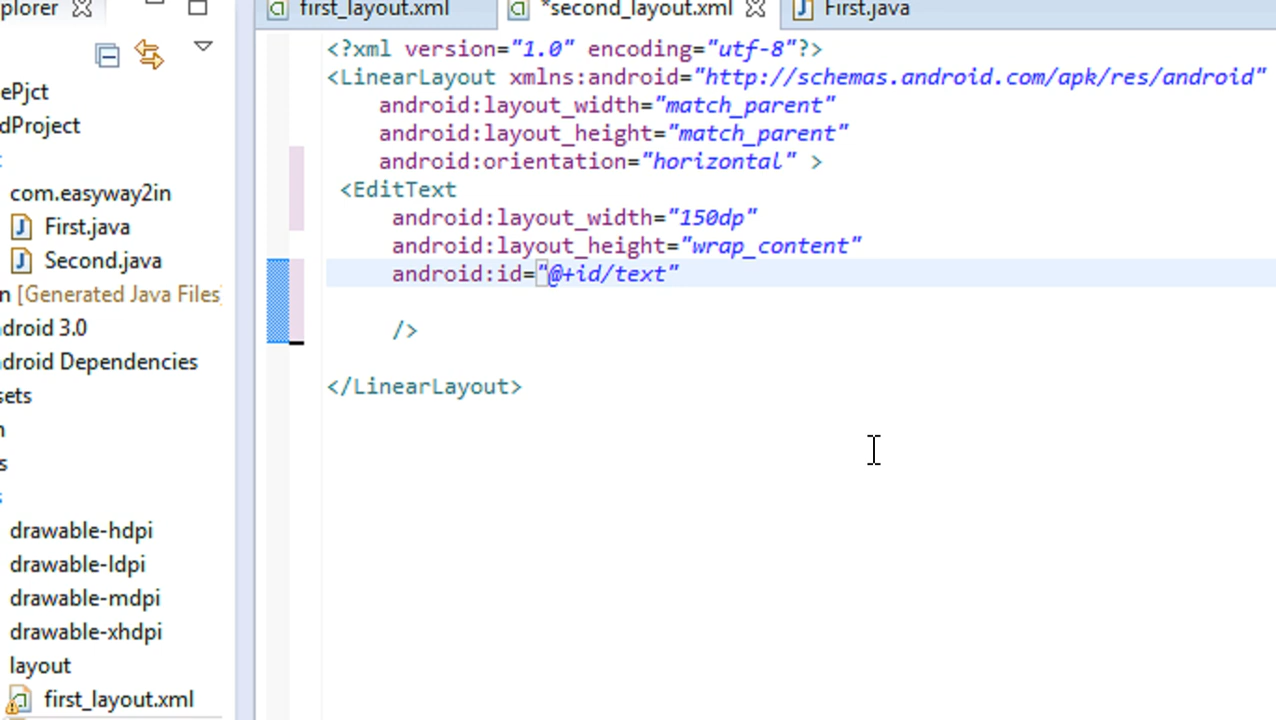 plorer
ePjct
dProject
com.easyway2in
First.java
Second.java
n [Generated Java Files]
droid 3.0
droid Dependencies
sets
n
s
drawable-hdpi
drawable-ldpi
drawable-mdpi
drawable-xhdpi
layout
first_layout.xml
first_layout.xml
*second_layout.xml
First.java
<?xml version="1.0" encoding="utf-8"?>
<LinearLayout xmlns:android="http://schemas.android.com/apk/res/android"
android:layout_width="match_parent"
android:layout_height="match_parent"
android:orientation="horizontal" >
<EditText
android:layout_width="150dp"
android:layout_height="wrap_content"
android:id="@+id/text"
/>
</LinearLayout>